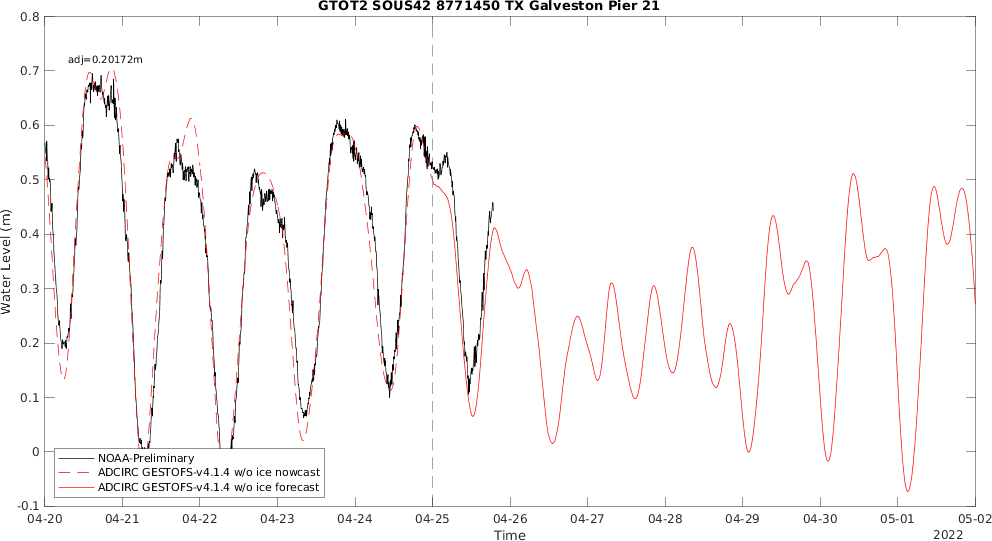 GTOT2 SOUS42 8771450 TX Galveston Pier 21
adj=0.20172m
Water Level (m)
0.8
0.7
0.6
0.5
0.4
0.3
0.2
0.1
0
-0.1
NOAA-Preliminary
ADCIRC GESTOFS-v4.1.4 w/o ice nowcast
ADCIRC GESTOFS-v4.1.4 w/o ice forecast
04-20 04-21 04-22 04-23 04-24 04-25 04-26 04-27 04-28 04-29 04-30 05-01 05-02
Time
2022